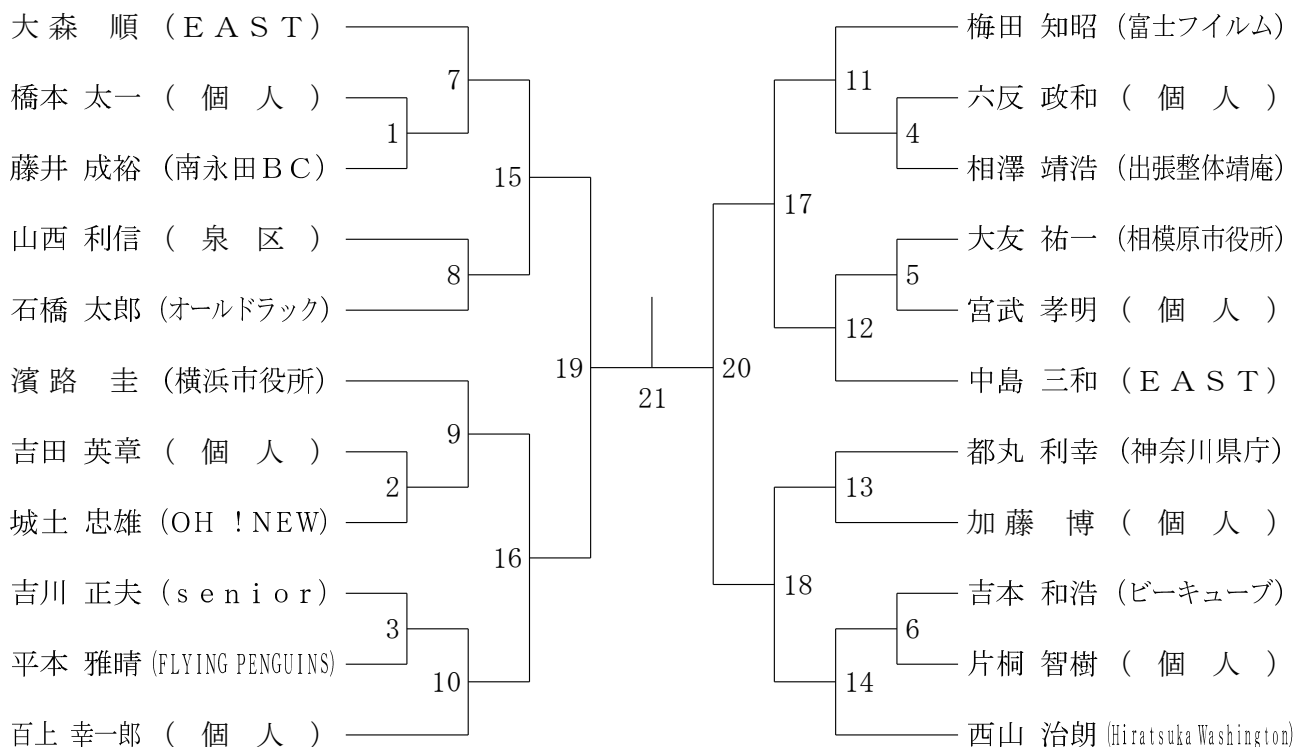 大森 順 (EAST)
橋本 太一 (個人)
藤井 成裕 (南永田BC)
山西 利信 (泉区)
石橋 太郎 (オールドラック)
濱路 圭 (横浜市役所)
吉田 英章 (個人)
城土 忠雄 (OH!NEW)
吉川 正夫 (senior)
平本 雅晴 (FLYING PENGUINS)
百上 幸一郎 (個人)
1
2
3
7
8
9
10
15
16
19
21
20
17
18
11
12
13
14
4
5
6
梅田 知昭 (富士フイルム)
六反 政和 (個人)
相澤 靖浩 (出張整体靖庵)
大友 祐一 (相模原市役所)
宮武 孝明 (個人)
中島 三和 (EAST)
都丸 利幸 (神奈川県庁)
加藤 博 (個人)
吉本 和浩 (ビーキューブ)
片桐 智樹 (個人)
西山 治朗 (Hiratsuka Washington)